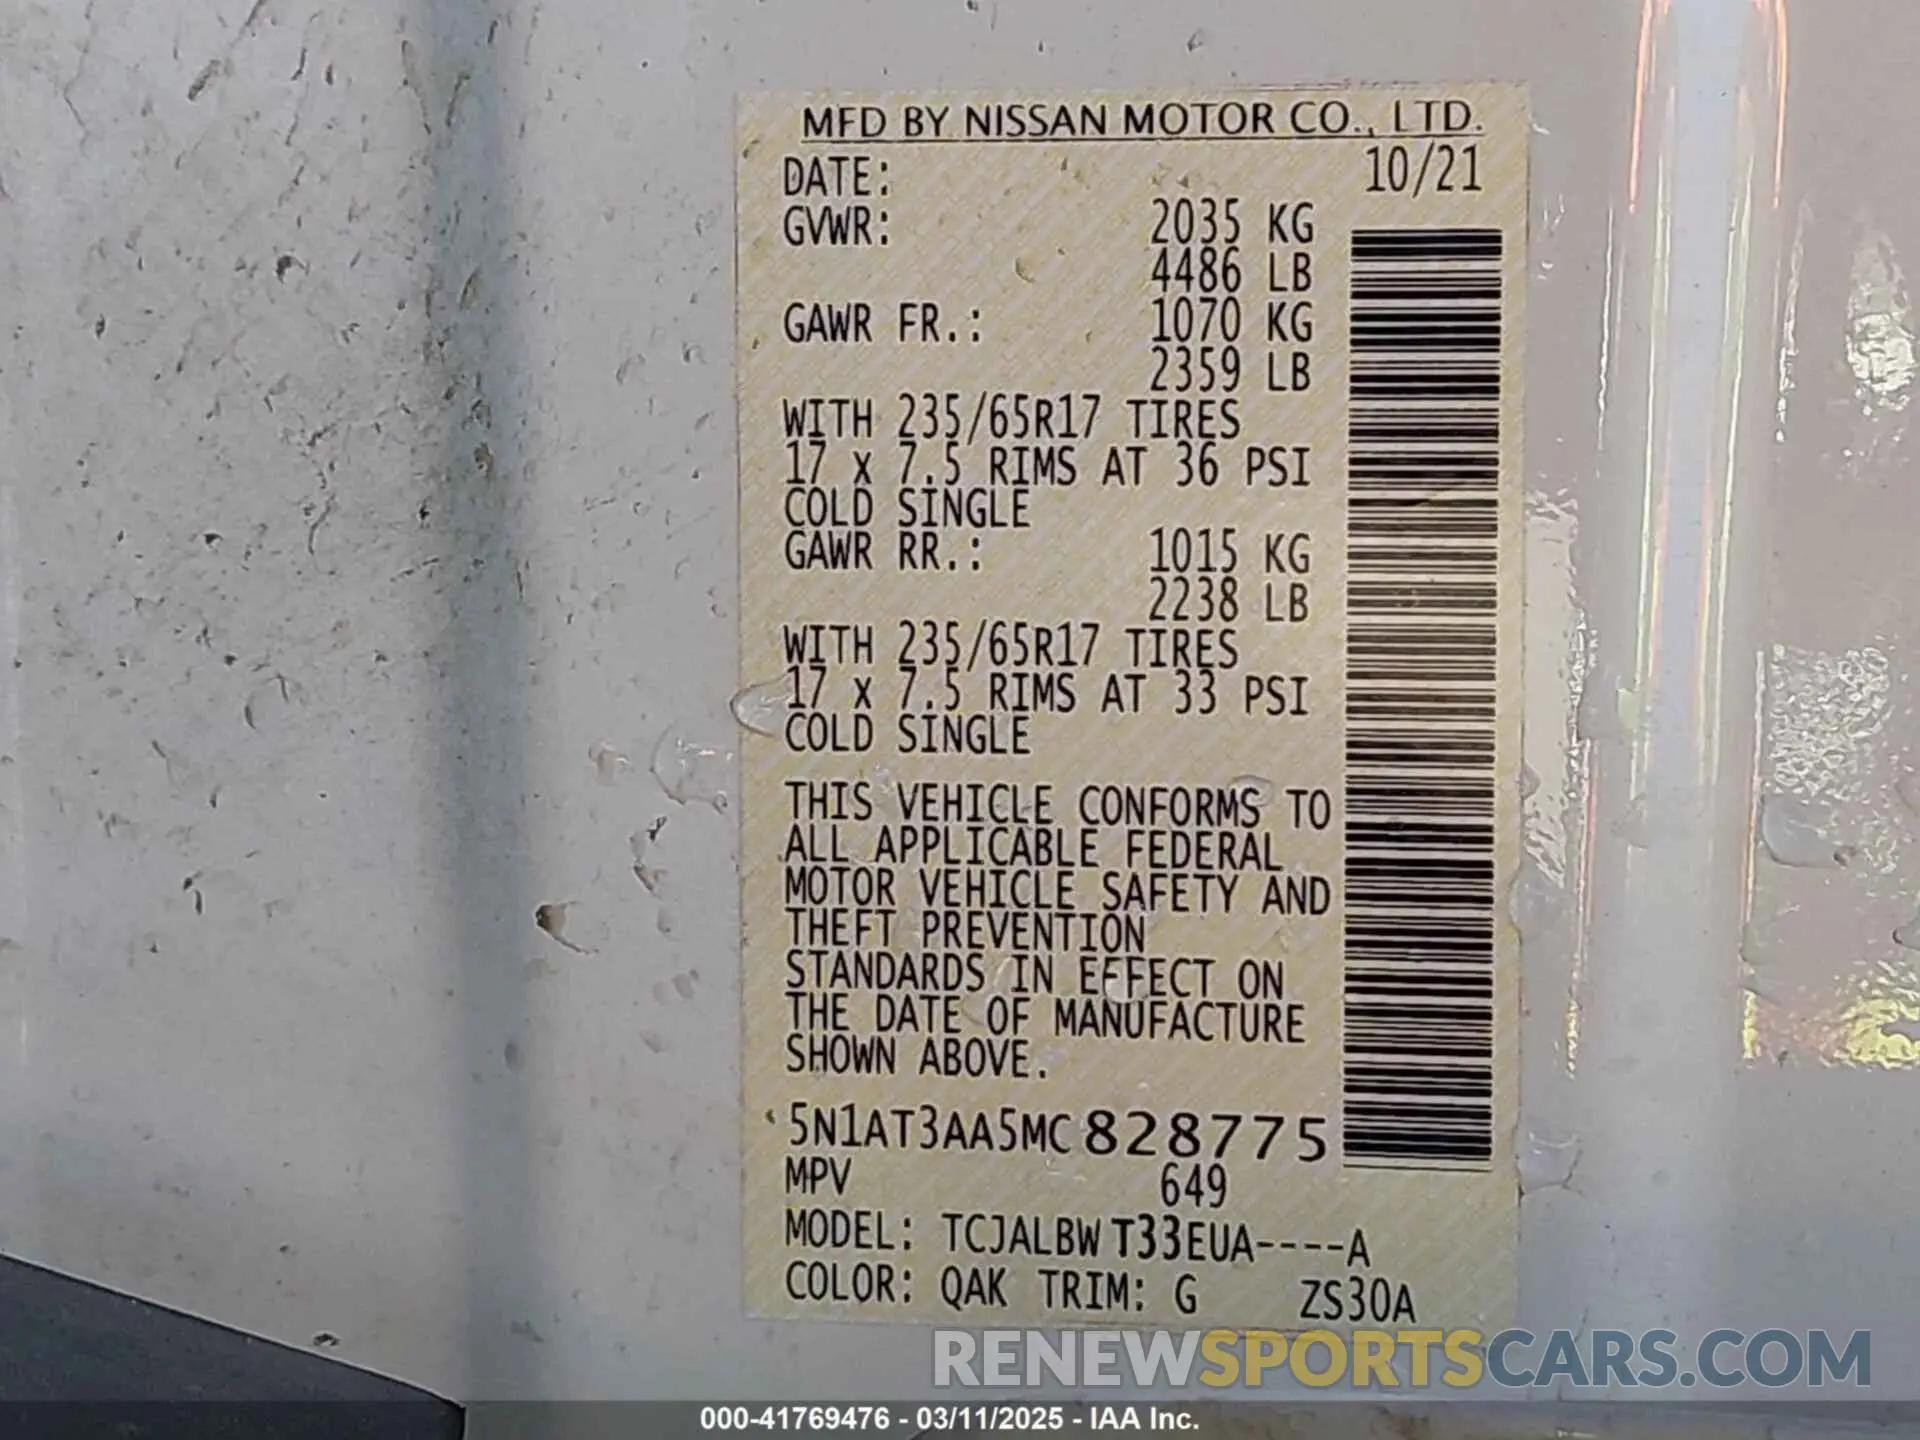 MFD BY NISSAN MOTOR CO., LTD.
DATE: 10/21
GVWR: 2035 KG
4486 LB
GAWR FR.: 1070 KG
2359 LB
WITH 235/65R17 TIRES
17 x 7.5 RIMS AT 36 PSI
COLD SINGLE
GAWR RR.: 1015 KG
2238 LB
WITH 235/65R17 TIRES
17 x 7.5 RIMS AT 33 PSI
COLD SINGLE
THIS VEHICLE CONFORMS TO
ALL APPLICABLE FEDERAL
MOTOR VEHICLE SAFETY AND
THEFT PREVENTION
STANDARDS IN EFFECT ON
THE DATE OF MANUFACTURE
SHOWN ABOVE.
5N1AT3AA5MC828775
MPV 649
MODEL: TCJALBWT33EUA----A
COLOR: QAK TRIM: G ZS30A
RENEWSPORTSCARS.COM
000-41769476 - 03/11/2025 - IAA Inc.